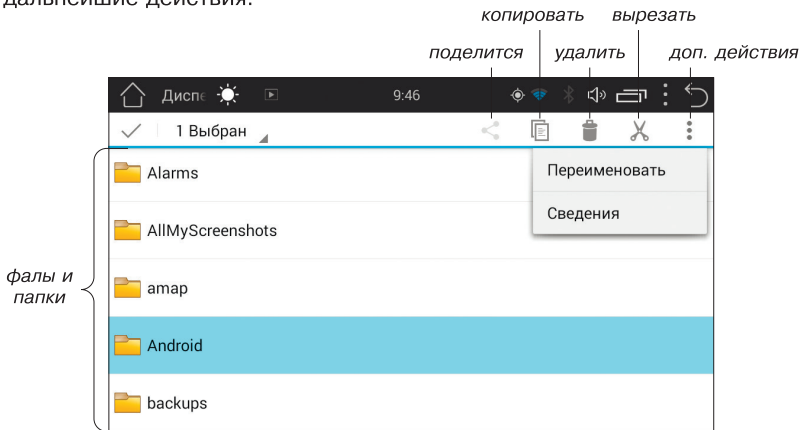 дальнейшие действия.
копировать вырезать
поделится удалить доп. действия
Диспе 9:46
1 Выбран
Alarms
Переименовать
AllMyScreenshots
Сведения
фалы и
папки
amap
Android
backups